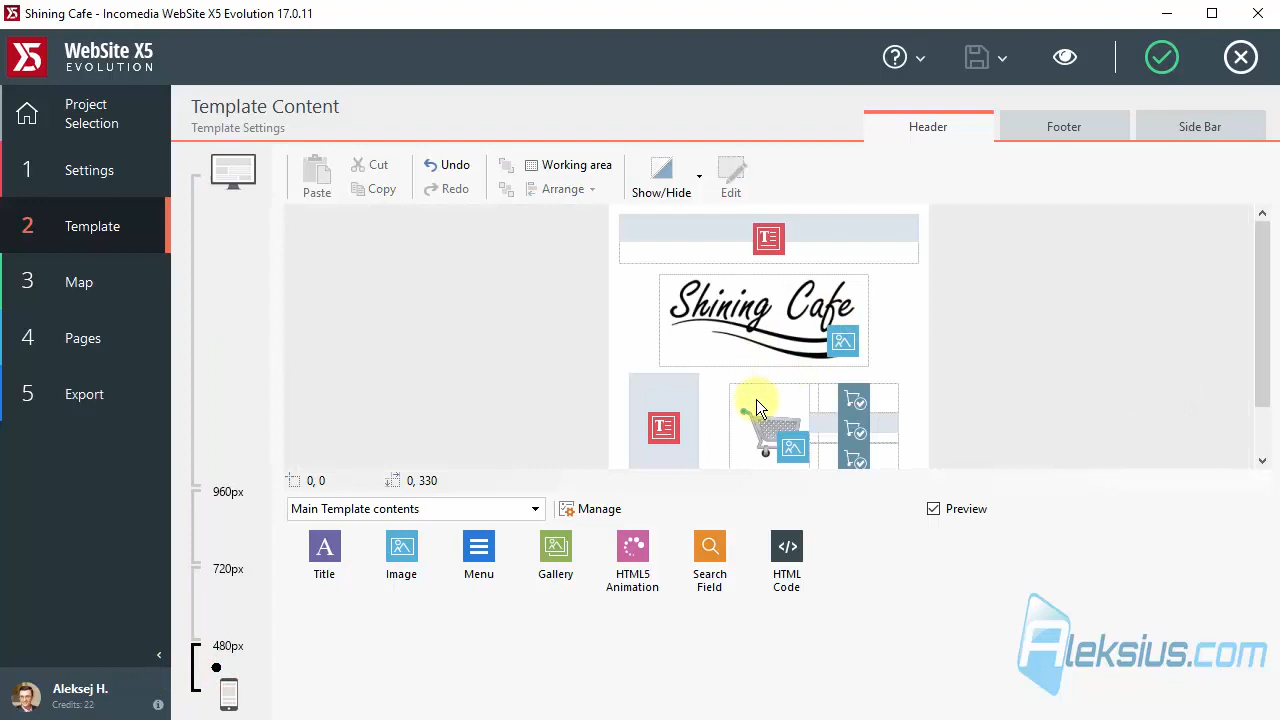 Shining Cafe - Incomedia WebSite X5 Evolution 17.0.11
X5
WebSite X5
EVOLUTION
Project
Selection
1 Settings
2 Template
3 Map
4 Pages
5 Export
Aleksej H.
Credits: 22
Template Content
Template Settings
Header
Footer
Side Bar
Paste
Cut
Copy
Undo
Redo
Working area
Arrange
Show/Hide
Edit
T
Shining Cafe
T
960px
720px
480px
0, 0
0, 330
Main Template contents
Manage
Preview
A
Title
Image
Menu
Gallery
HTML5
Animation
Search
Field
HTML
Code
Aleksius.com